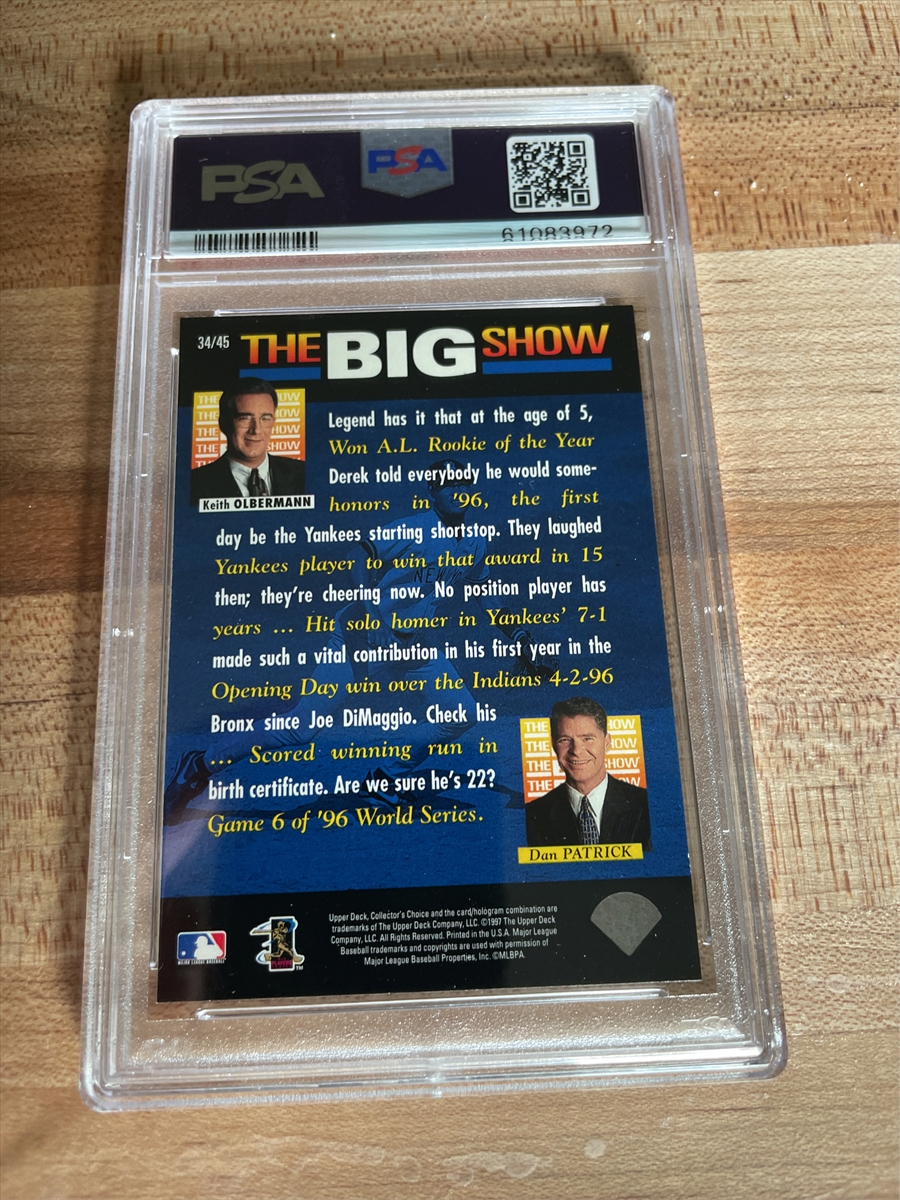 PSA
PSA
61083972
34/45
THE BIG SHOW
Legend has it that at the age of 5,
Won A.L. Rookie of the Year
Derek told everybody he would some-
Keith OLBERMANN
honors in '96, the first
day be the Yankees starting shortstop. They laughed
Yankees player to win that award in 15
then; they're cheering now. No position player has
years ... Hit solo homer in Yankees' 7-1
made such a vital contribution in his first year in the
Opening Day win over the Indians 4-2-96
Bronx since Joe DiMaggio. Check his
... Scored winning run in
birth certificate. Are we sure he's 22?
Game 6 of '96 World Series.
Dan PATRICK
Upper Deck, Collector's Choice and the card/hologram combination are
trademarks of The Upper Deck Company, LLC. ©1997 The Upper Deck
Company, LLC. All Rights Reserved. Printed in the U.S.A. Major League
Baseball trademarks and copyrights are used with permission of
Major League Baseball Properties, Inc. ©MLBPA.
MAJOR LEAGUE BASEBALL
PLAYERS
TM